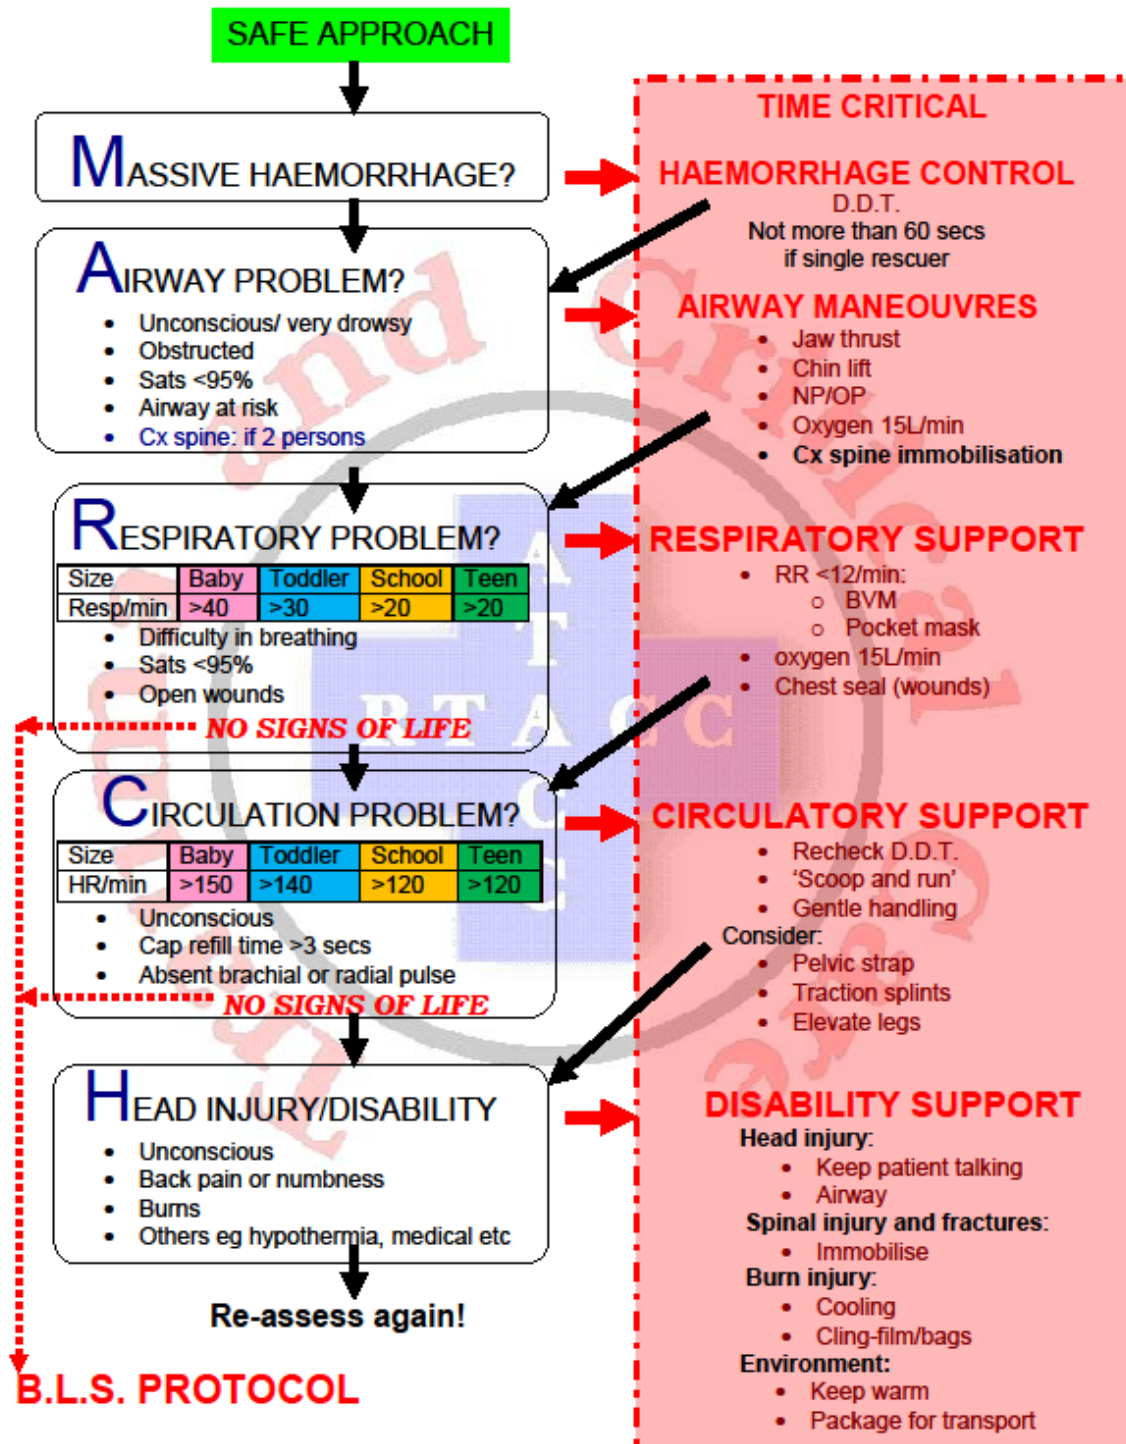 SAFE APPROACH
MASSIVE HAEMORRHAGE?
AIRWAY PROBLEM?
• Unconscious/ very drowsy
• Obstructed
• Sats <95%
• Airway at risk
• Cx spine: if 2 persons
RESPIRATORY PROBLEM?
Size Baby Toddler School Teen
Resp/min >40 >30 >20 >20
• Difficulty in breathing
• Sats <95%
• Open wounds
NO SIGNS OF LIFE
CIRCULATION PROBLEM?
Size Baby Toddler School Teen
HR/min >150 >140 >120 >120
• Unconscious
• Cap refill time >3 secs
• Absent brachial or radial pulse
NO SIGNS OF LIFE
HEAD INJURY/DISABILITY
• Unconscious
• Back pain or numbness
• Burns
• Others eg hypothermia, medical etc
Re-assess again!
B.L.S. PROTOCOL
TIME CRITICAL
HAEMORRHAGE CONTROL
D.D.T.
Not more than 60 secs
if single rescuer
AIRWAY MANEOUVRES
• Jaw thrust
• Chin lift
• NP/OP
• Oxygen 15L/min
• Cx spine immobilisation
RESPIRATORY SUPPORT
• RR <12/min:
o BVM
o Pocket mask
• oxygen 15L/min
• Chest seal (wounds)
CIRCULATORY SUPPORT
• Recheck D.D.T.
• ‘Scoop and run’
• Gentle handling
Consider:
• Pelvic strap
• Traction splints
• Elevate legs
DISABILITY SUPPORT
Head injury:
• Keep patient talking
• Airway
Spinal injury and fractures:
• Immobilise
Burn injury:
• Cooling
• Cling-film/bags
Environment:
• Keep warm
• Package for transport
Trauma and Critical Care
RTACC
ATACC